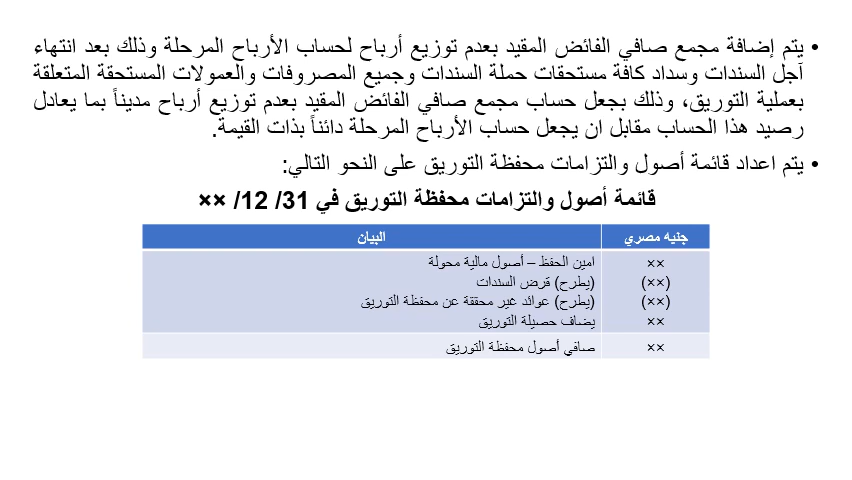 • يتم إضافة مجمع صافي الفائض المقيد بعدم توزيع أرباح لحساب الأرباح المرحلة وذلك بعد انتهاء
آجل السندات وسداد كافة مستحقات حملة السندات وجميع المصروفات والعمولات المستحقة المتعلقة
بعملية التوريق، وذلك بجعل حساب مجمع صافي الفائض المقيد بعدم توزيع أرباح مديناً بما يعادل
رصيد هذا الحساب مقابل ان يجعل حساب الأرباح المرحلة دائناً بذات القيمة.
• يتم اعداد قائمة أصول والتزامات محفظة التوريق على النحو التالي:
قائمة أصول والتزامات محفظة التوريق في 31/ 12/ ××
جنيه مصري البيان
×× امين الحفظ – أصول مالية محولة
(××) (يطرح) قرض السندات
(××) (يطرح) عوائد غير محققة عن محفظة التوريق
×× يضاف حصيلة التوريق
×× صافي أصول محفظة التوريق